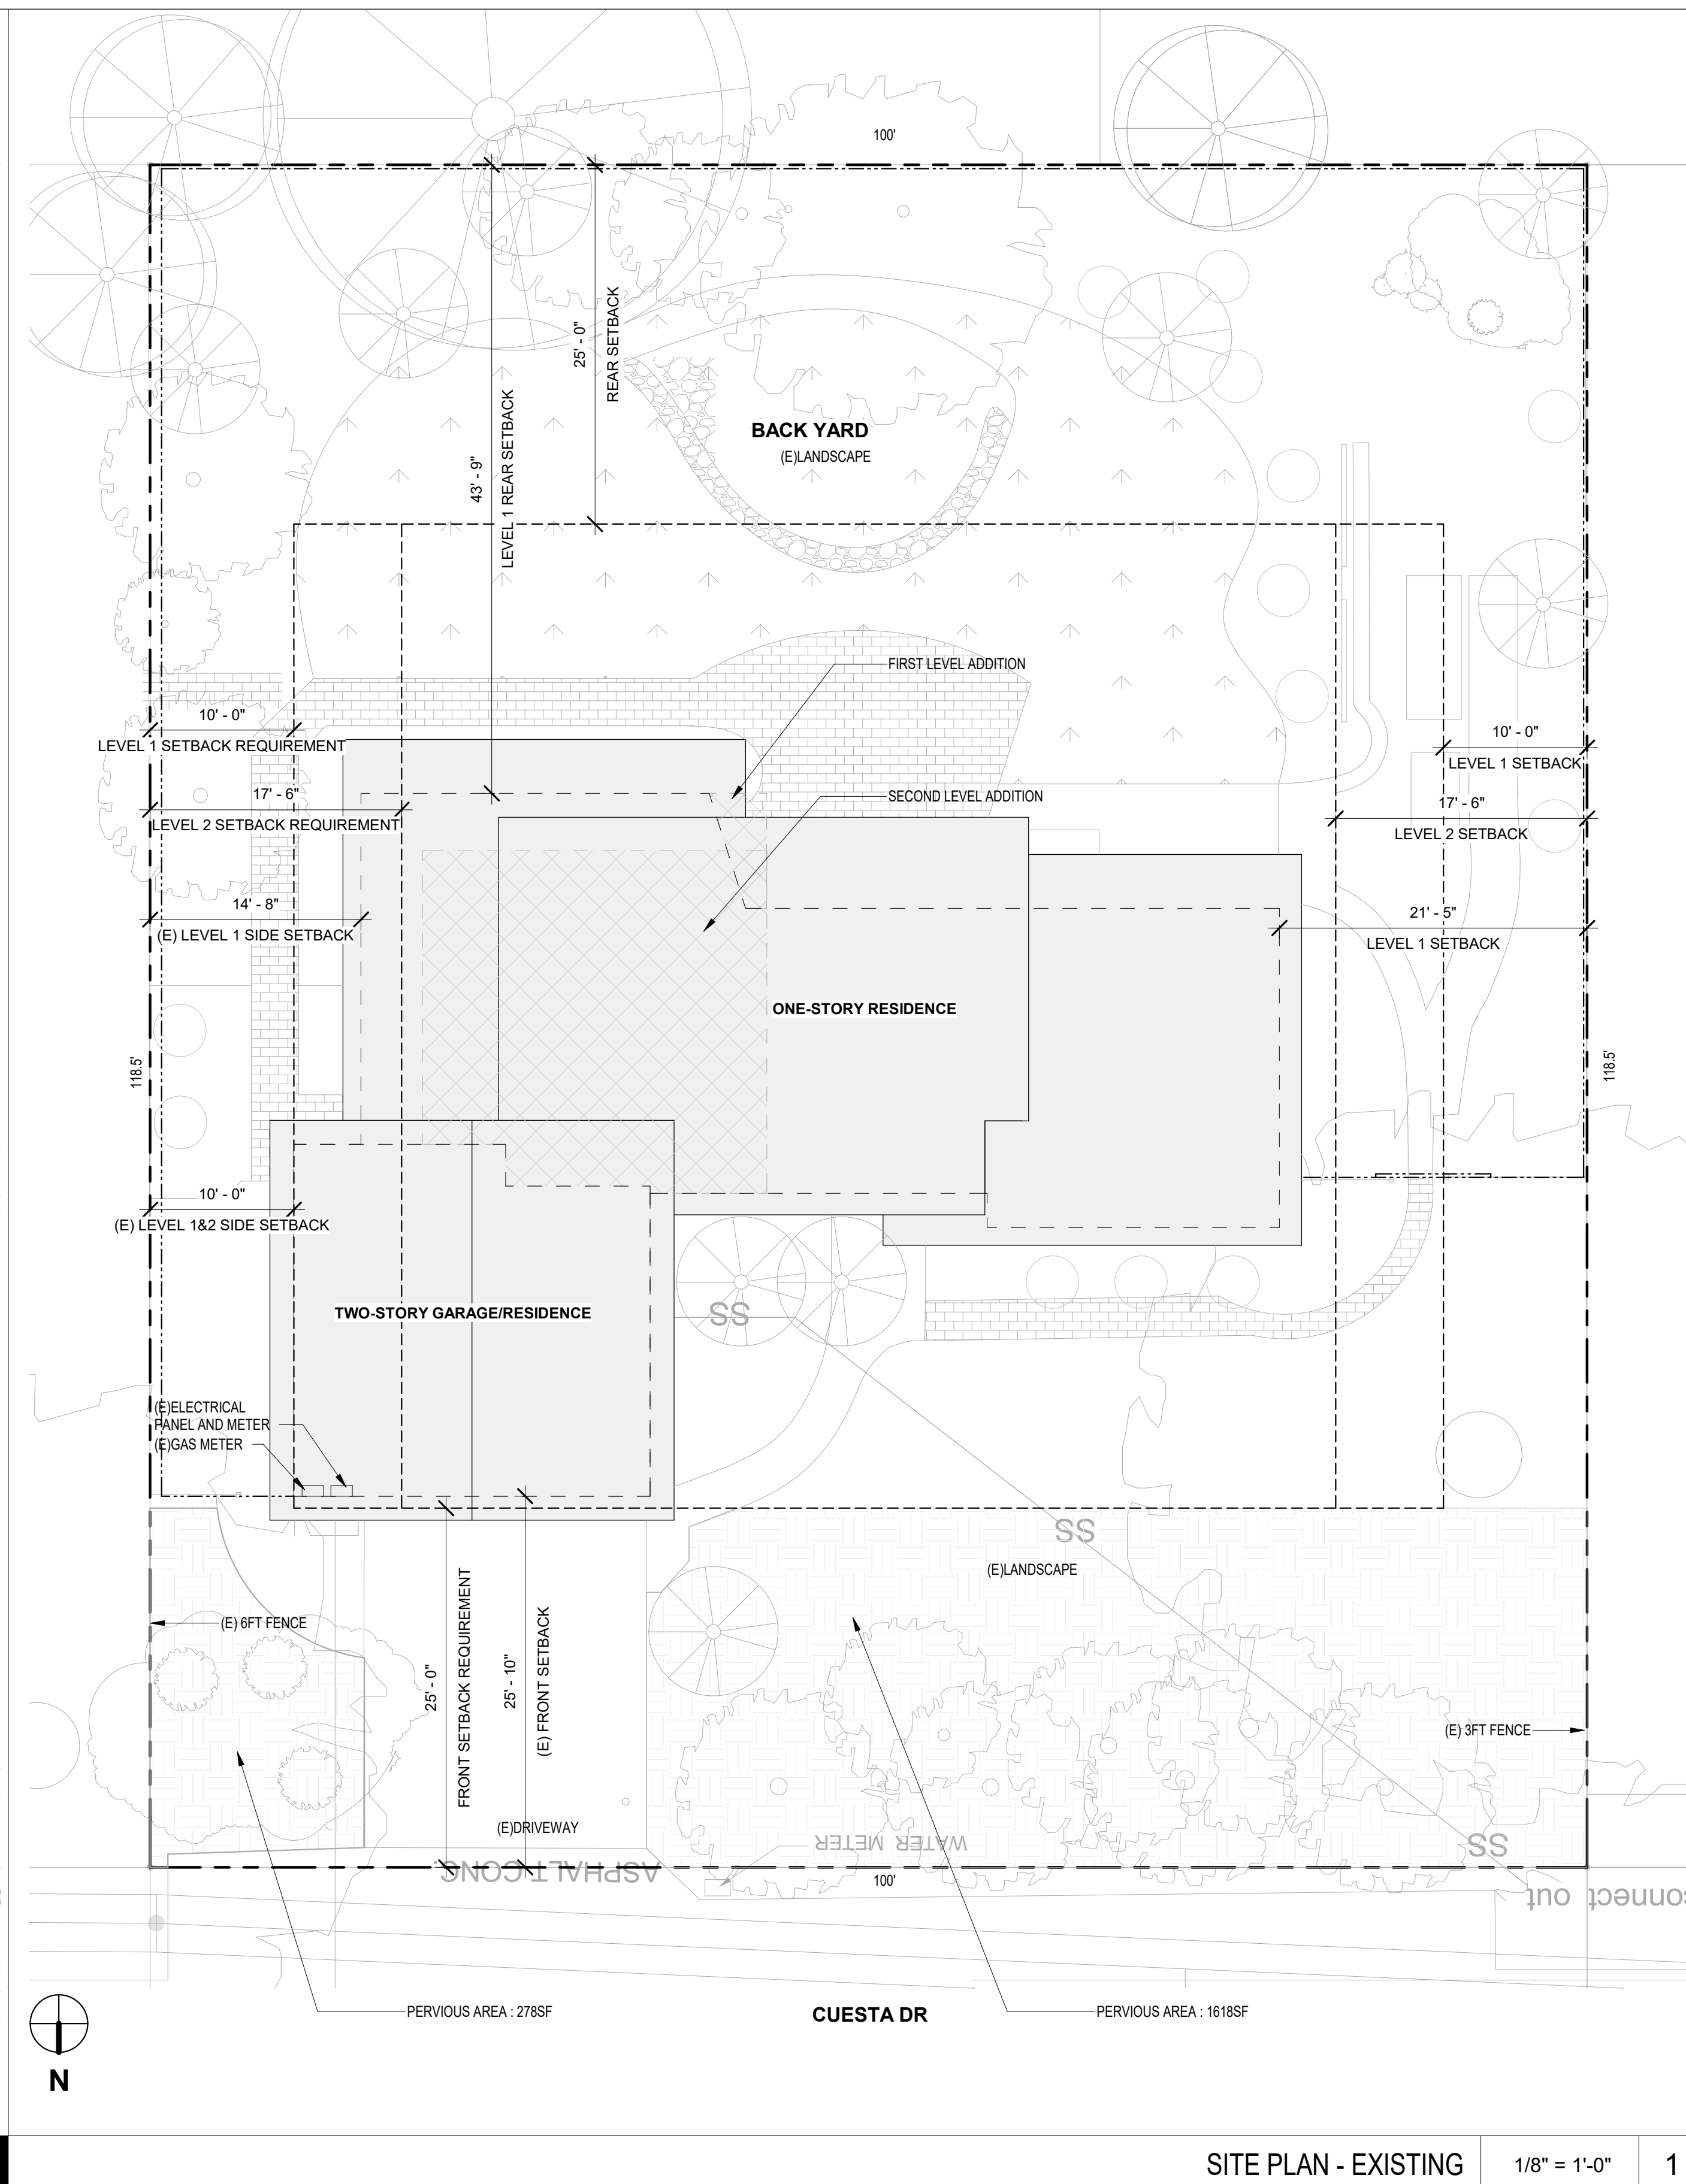 100'
25' - 0"
REAR SETBACK
43' - 9"
LEVEL 1 REAR SETBACK
BACK YARD
(E)LANDSCAPE
FIRST LEVEL ADDITION
10' - 0"
LEVEL 1 SETBACK REQUIREMENT
10' - 0"
LEVEL 1 SETBACK
17' - 6"
LEVEL 2 SETBACK REQUIREMENT
SECOND LEVEL ADDITION
17' - 6"
LEVEL 2 SETBACK
14' - 8"
(E) LEVEL 1 SIDE SETBACK
21' - 5"
LEVEL 1 SETBACK
ONE-STORY RESIDENCE
118.5'
118.5'
10' - 0"
(E) LEVEL 1&2 SIDE SETBACK
TWO-STORY GARAGE/RESIDENCE
SS
(E)ELECTRICAL
PANEL AND METER
(E)GAS METER
SS
(E)LANDSCAPE
(E) 6FT FENCE
25' - 0"
FRONT SETBACK REQUIREMENT
25' - 10"
(E) FRONT SETBACK
(E) 3FT FENCE
(E)DRIVEWAY
WATER METER
SS
ASPHALT CONC.
100'
connect out
PERVIOUS AREA : 278SF
CUESTA DR
PERVIOUS AREA : 1618SF
N
SITE PLAN - EXISTING
1/8" = 1'-0"
1